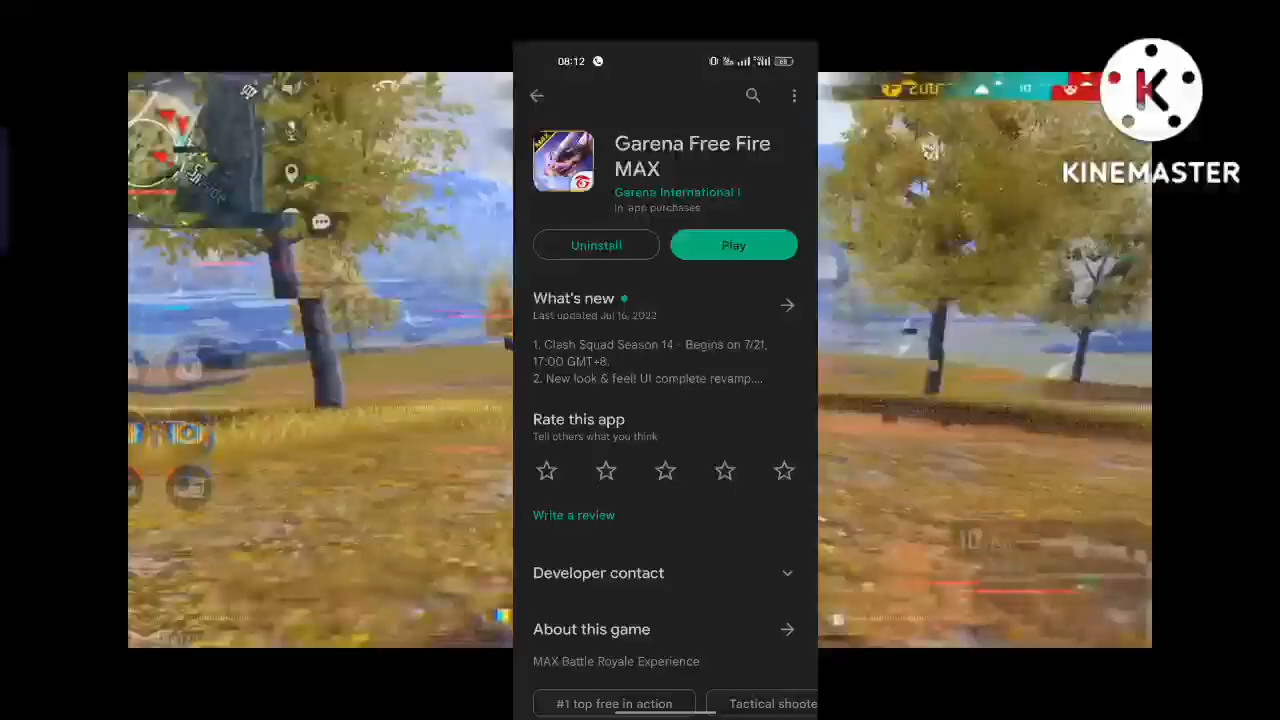 08:12
Garena Free Fire
MAX
Garena International I
In-app purchases
Uninstall
Play
What's new
Last updated Jul 16, 2022
1. Clash Squad Season 14 - Begins on 7/21,
17:00 GMT+8.
2. New look & feel! UI complete revamp....
Rate this app
Tell others what you think
Write a review
Developer contact
About this game
MAX Battle Royale Experience
#1 top free in action
Tactical shoote
200
K
KINEMASTER